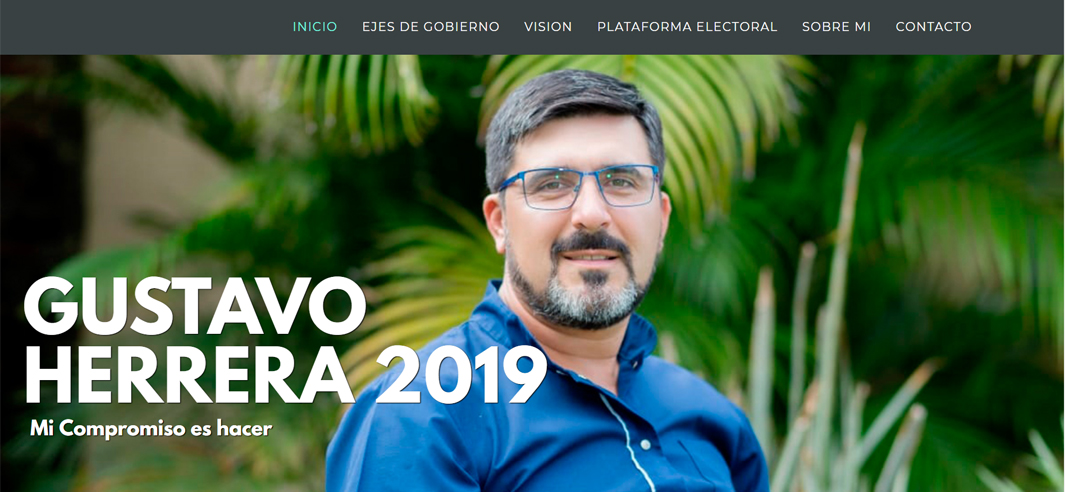 INICIO EJES DE GOBIERNO VISION PLATAFORMA ELECTORAL SOBRE MI CONTACTO
GUSTAVO
HERRERA 2019
Mi Compromiso es hacer